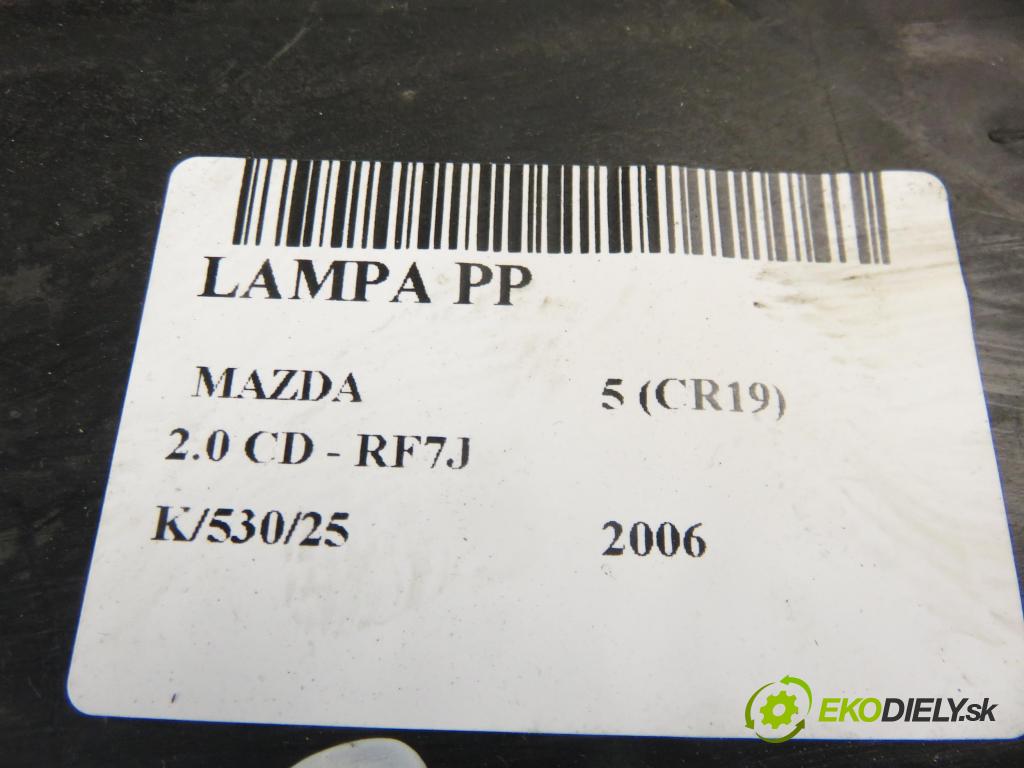 LAMPA PP
MAZDA 5 (CR19)
2.0 CD - RF7J
K/530/25 2006
EKODIELY.sk